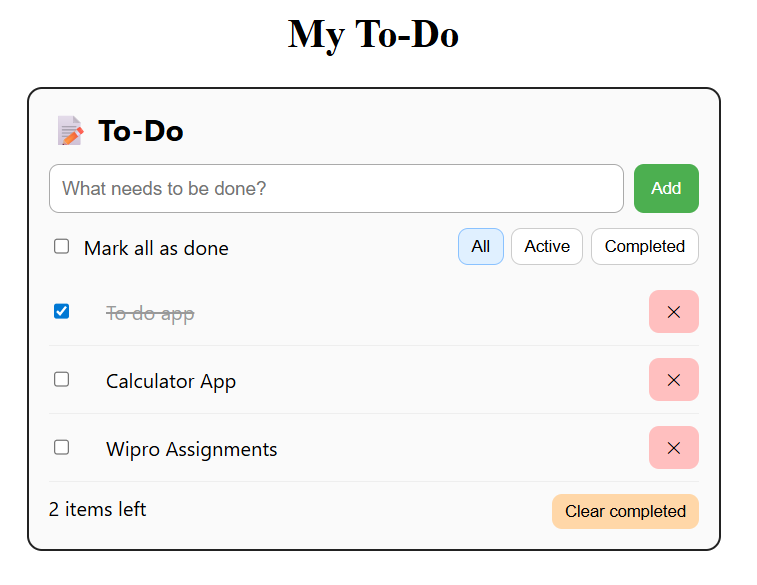 My To-Do
📝 To-Do
What needs to be done?
Add
Mark all as done
All
Active
Completed
To do app
Calculator App
Wipro Assignments
2 items left
Clear completed